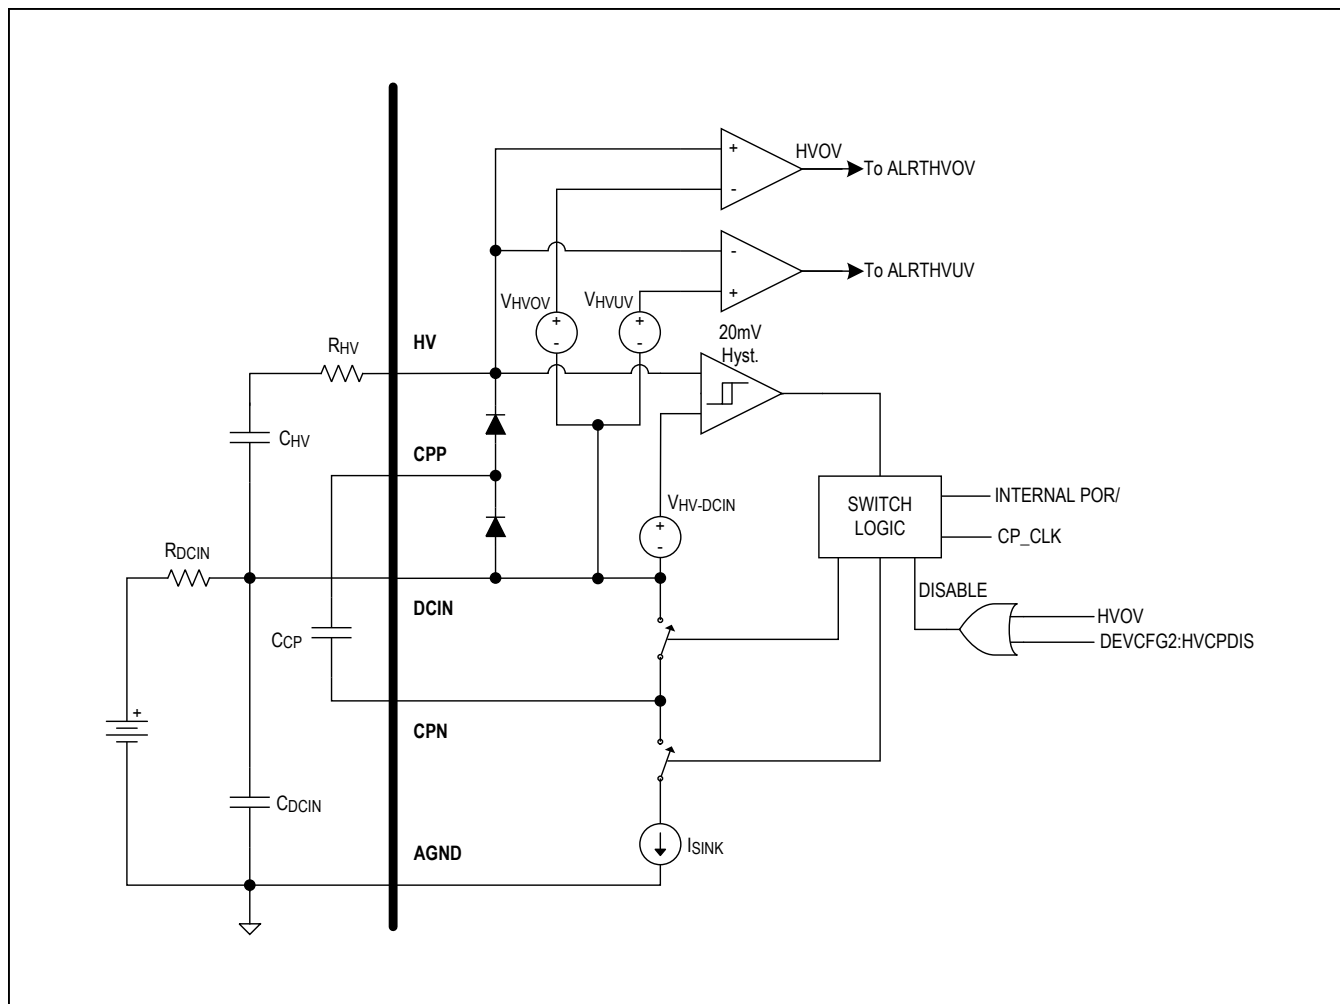 HVOV
To ALRTHVOV
+
-
-
To ALRTHVUV
+
VHVOV
VHVUV
+
-
+
-
20mV
Hyst.
HV
RHV
CHV
CPP
VHV-DCIN
+
-
SWITCH
LOGIC
INTERNAL POR/
CP_CLK
RDCIN
DCIN
DISABLE
HVOV
DEVCFG2:HVCPDIS
CCP
+
CPN
CDCIN
AGND
ISINK